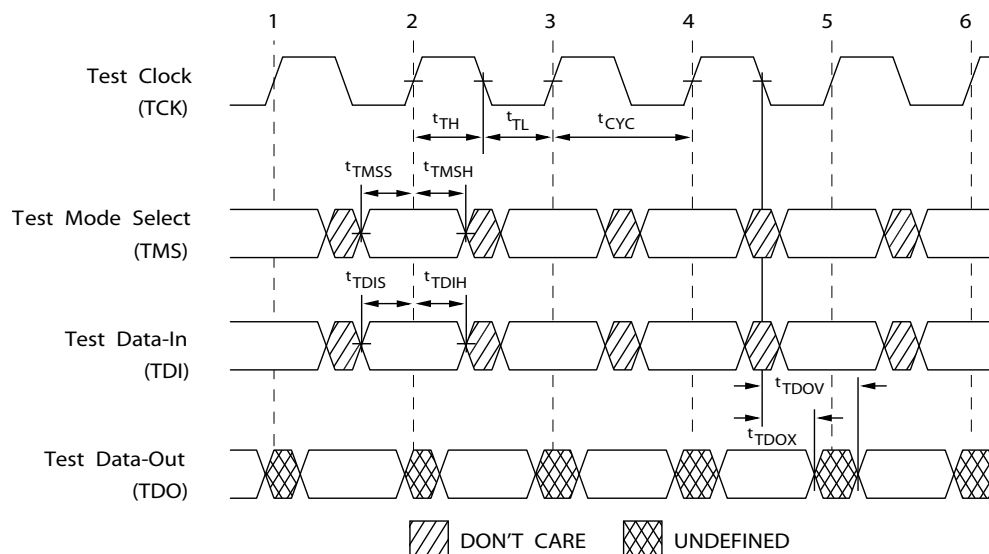 1 2 3 4 5 6
Test Clock
(TCK)
tTH tTL tCYC
tTMSS tTMSH
Test Mode Select
(TMS)
tTDIS tTDIH
Test Data-In
(TDI)
tTDOV
tTDOX
Test Data-Out
(TDO)
DON'T CARE UNDEFINED